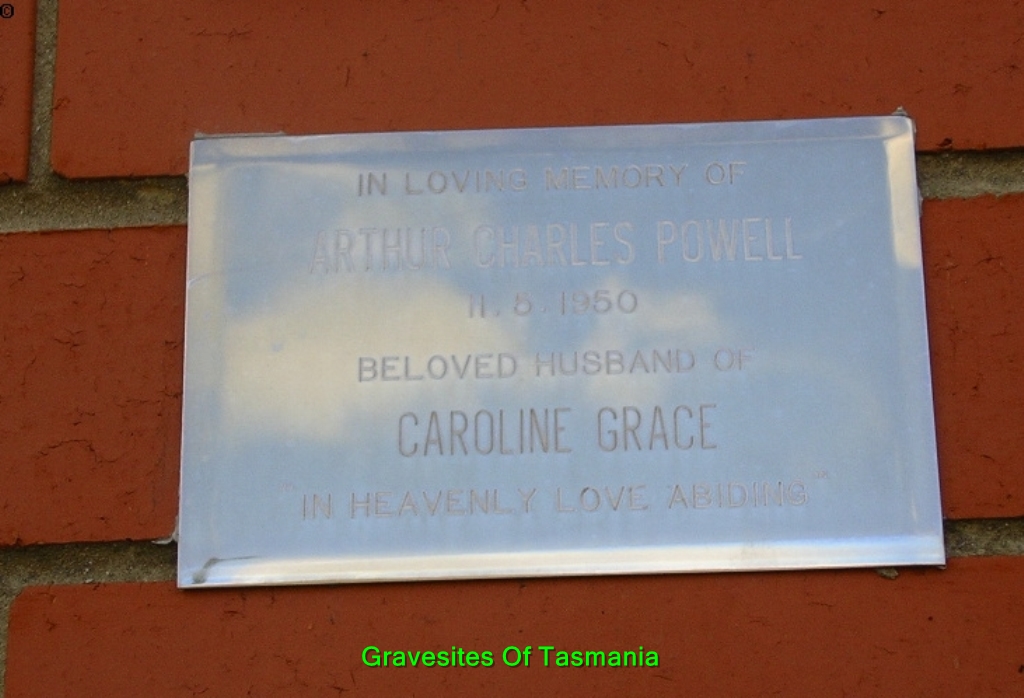 ©
IN LOVING MEMORY OF
ARTHUR CHARLES POWELL
11. 5. 1950
BELOVED HUSBAND OF
CAROLINE GRACE
"IN HEAVENLY LOVE ABIDING"
Gravesites Of Tasmania